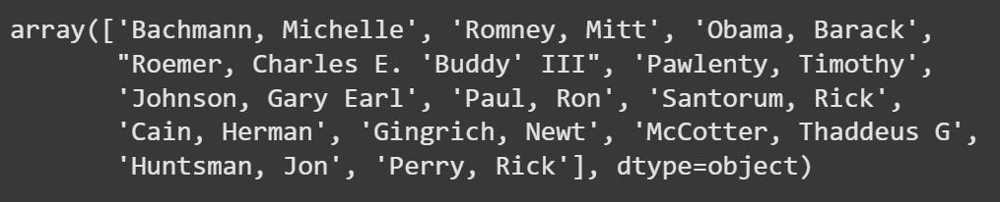 array(['Bachmann, Michelle', 'Romney, Mitt', 'Obama, Barack',
"Roemer, Charles E. 'Buddy' III", 'Pawlenty, Timothy',
'Johnson, Gary Earl', 'Paul, Ron', 'Santorum, Rick',
'Cain, Herman', 'Gingrich, Newt', 'McCotter, Thaddeus G',
'Huntsman, Jon', 'Perry, Rick'], dtype=object)